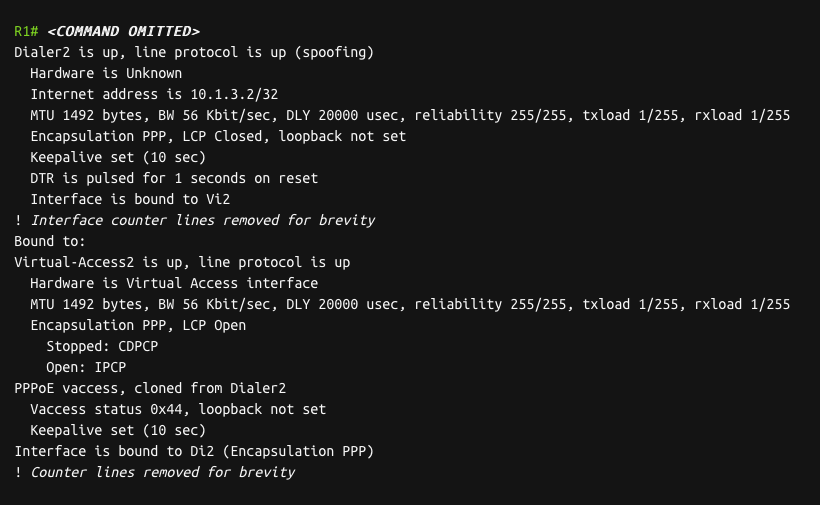 R1# <COMMAND OMITTED>
Dialer2 is up, line protocol is up (spoofing)
Hardware is Unknown
Internet address is 10.1.3.2/32
MTU 1492 bytes, BW 56 Kbit/sec, DLY 20000 usec, reliability 255/255, txload 1/255, rxload 1/255
Encapsulation PPP, LCP Closed, loopback not set
Keepalive set (10 sec)
DTR is pulsed for 1 seconds on reset
Interface is bound to Vi2
! Interface counter lines removed for brevity
Bound to:
Virtual-Access2 is up, line protocol is up
Hardware is Virtual Access interface
MTU 1492 bytes, BW 56 Kbit/sec, DLY 20000 usec, reliability 255/255, txload 1/255, rxload 1/255
Encapsulation PPP, LCP Open
Stopped: CDPCP
Open: IPCP
PPPoE vaccess, cloned from Dialer2
Vaccess status 0x44, loopback not set
Keepalive set (10 sec)
Interface is bound to Di2 (Encapsulation PPP)
! Counter lines removed for brevity